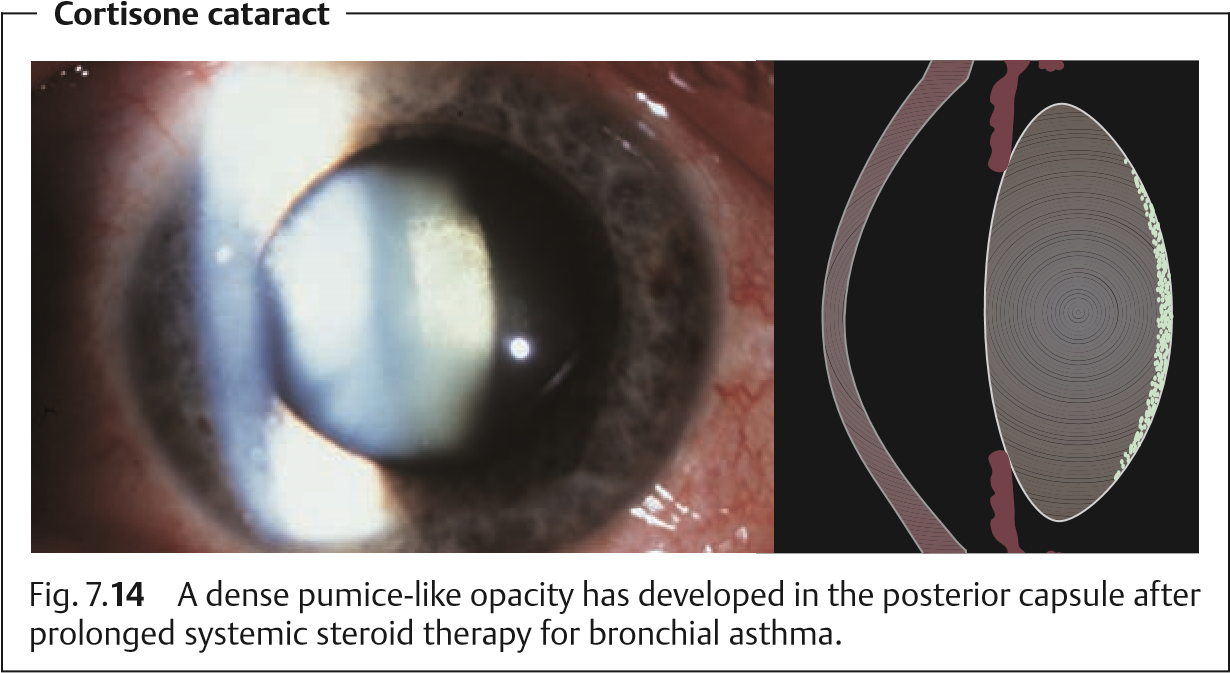 Cortisone cataract
Fig. 7.14 A dense pumice-like opacity has developed in the posterior capsule after
prolonged systemic steroid therapy for bronchial asthma.